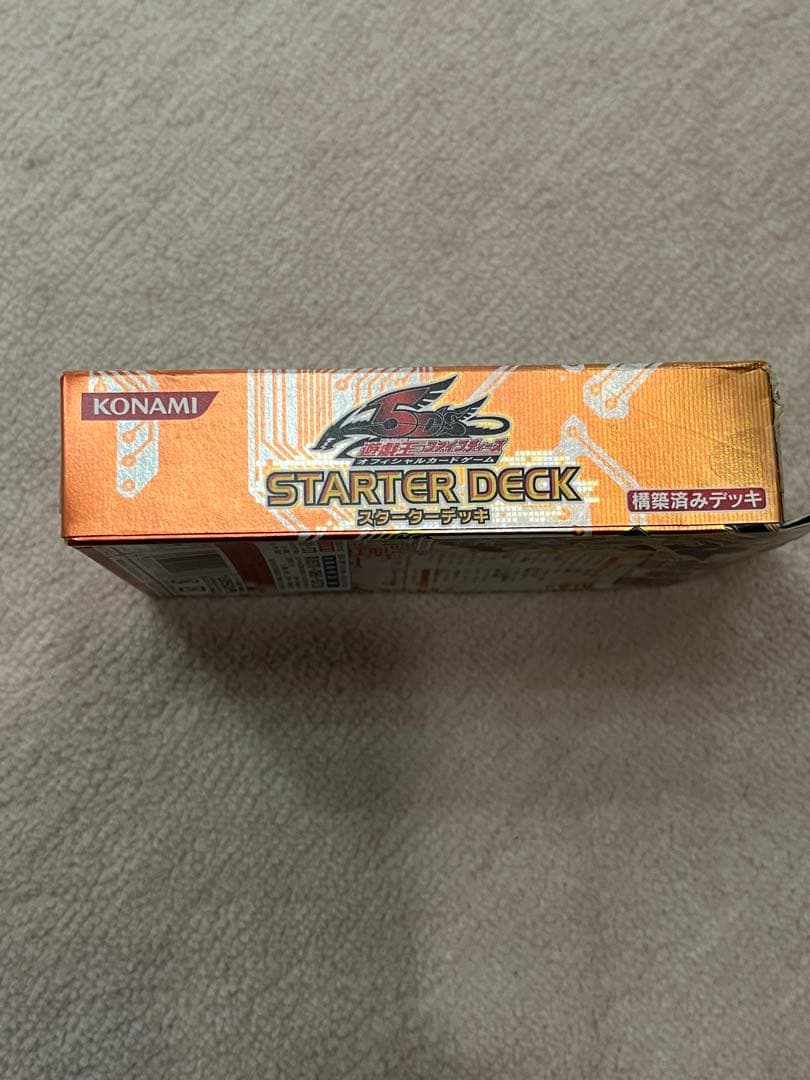 KONAMI
5D's
遊戯王ファイブディーズ
オフィシャルカードゲーム
STARTER DECK
スターターデッキ
構築済みデッキ